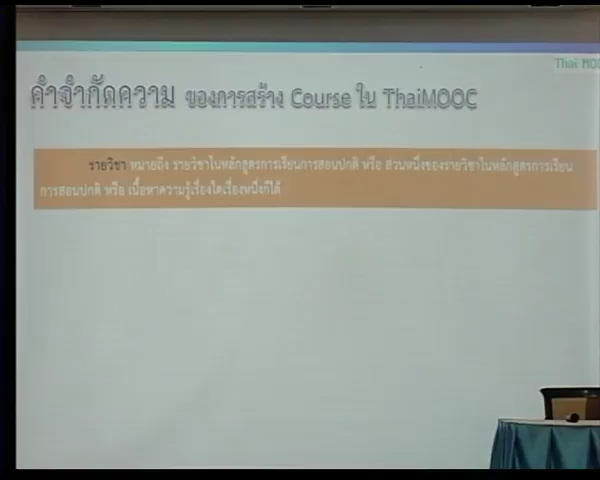 Thai MOO
คำจำกัดความ ของการสร้าง Course ใน ThaiMOOC
รายวิชา หมายถึง รายวิชาในหลักสูตรการเรียนการสอนปกติ หรือ ส่วนหนึ่งของรายวิชาในหลักสูตรการเรียน
การสอนปกติ หรือ เนื้อหาความรู้เรื่องใดเรื่องหนึ่งก็ได้